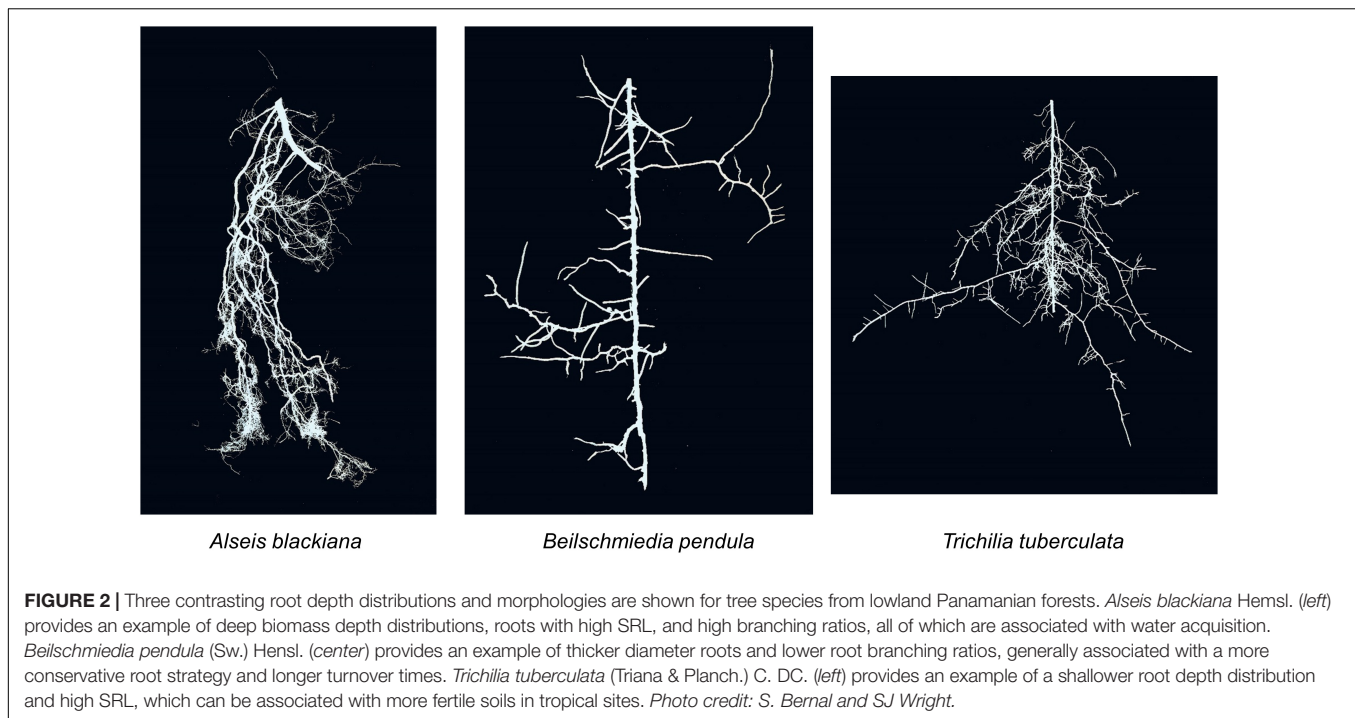 Alseis blackiana
Beilschmiedia pendula
Trichilia tuberculata
FIGURE 2 | Three contrasting root depth distributions and morphologies are shown for tree species from lowland Panamanian forests. Alseis blackiana Hemsl. (left)
provides an example of deep biomass depth distributions, roots with high SRL, and high branching ratios, all of which are associated with water acquisition.
Beilschmiedia pendula (Sw.) Hensl. (center) provides an example of thicker diameter roots and lower root branching ratios, generally associated with a more
conservative root strategy and longer turnover times. Trichilia tuberculata (Triana & Planch.) C. DC. (left) provides an example of a shallower root depth distribution
and high SRL, which can be associated with more fertile soils in tropical sites. Photo credit: S. Bernal and SJ Wright.